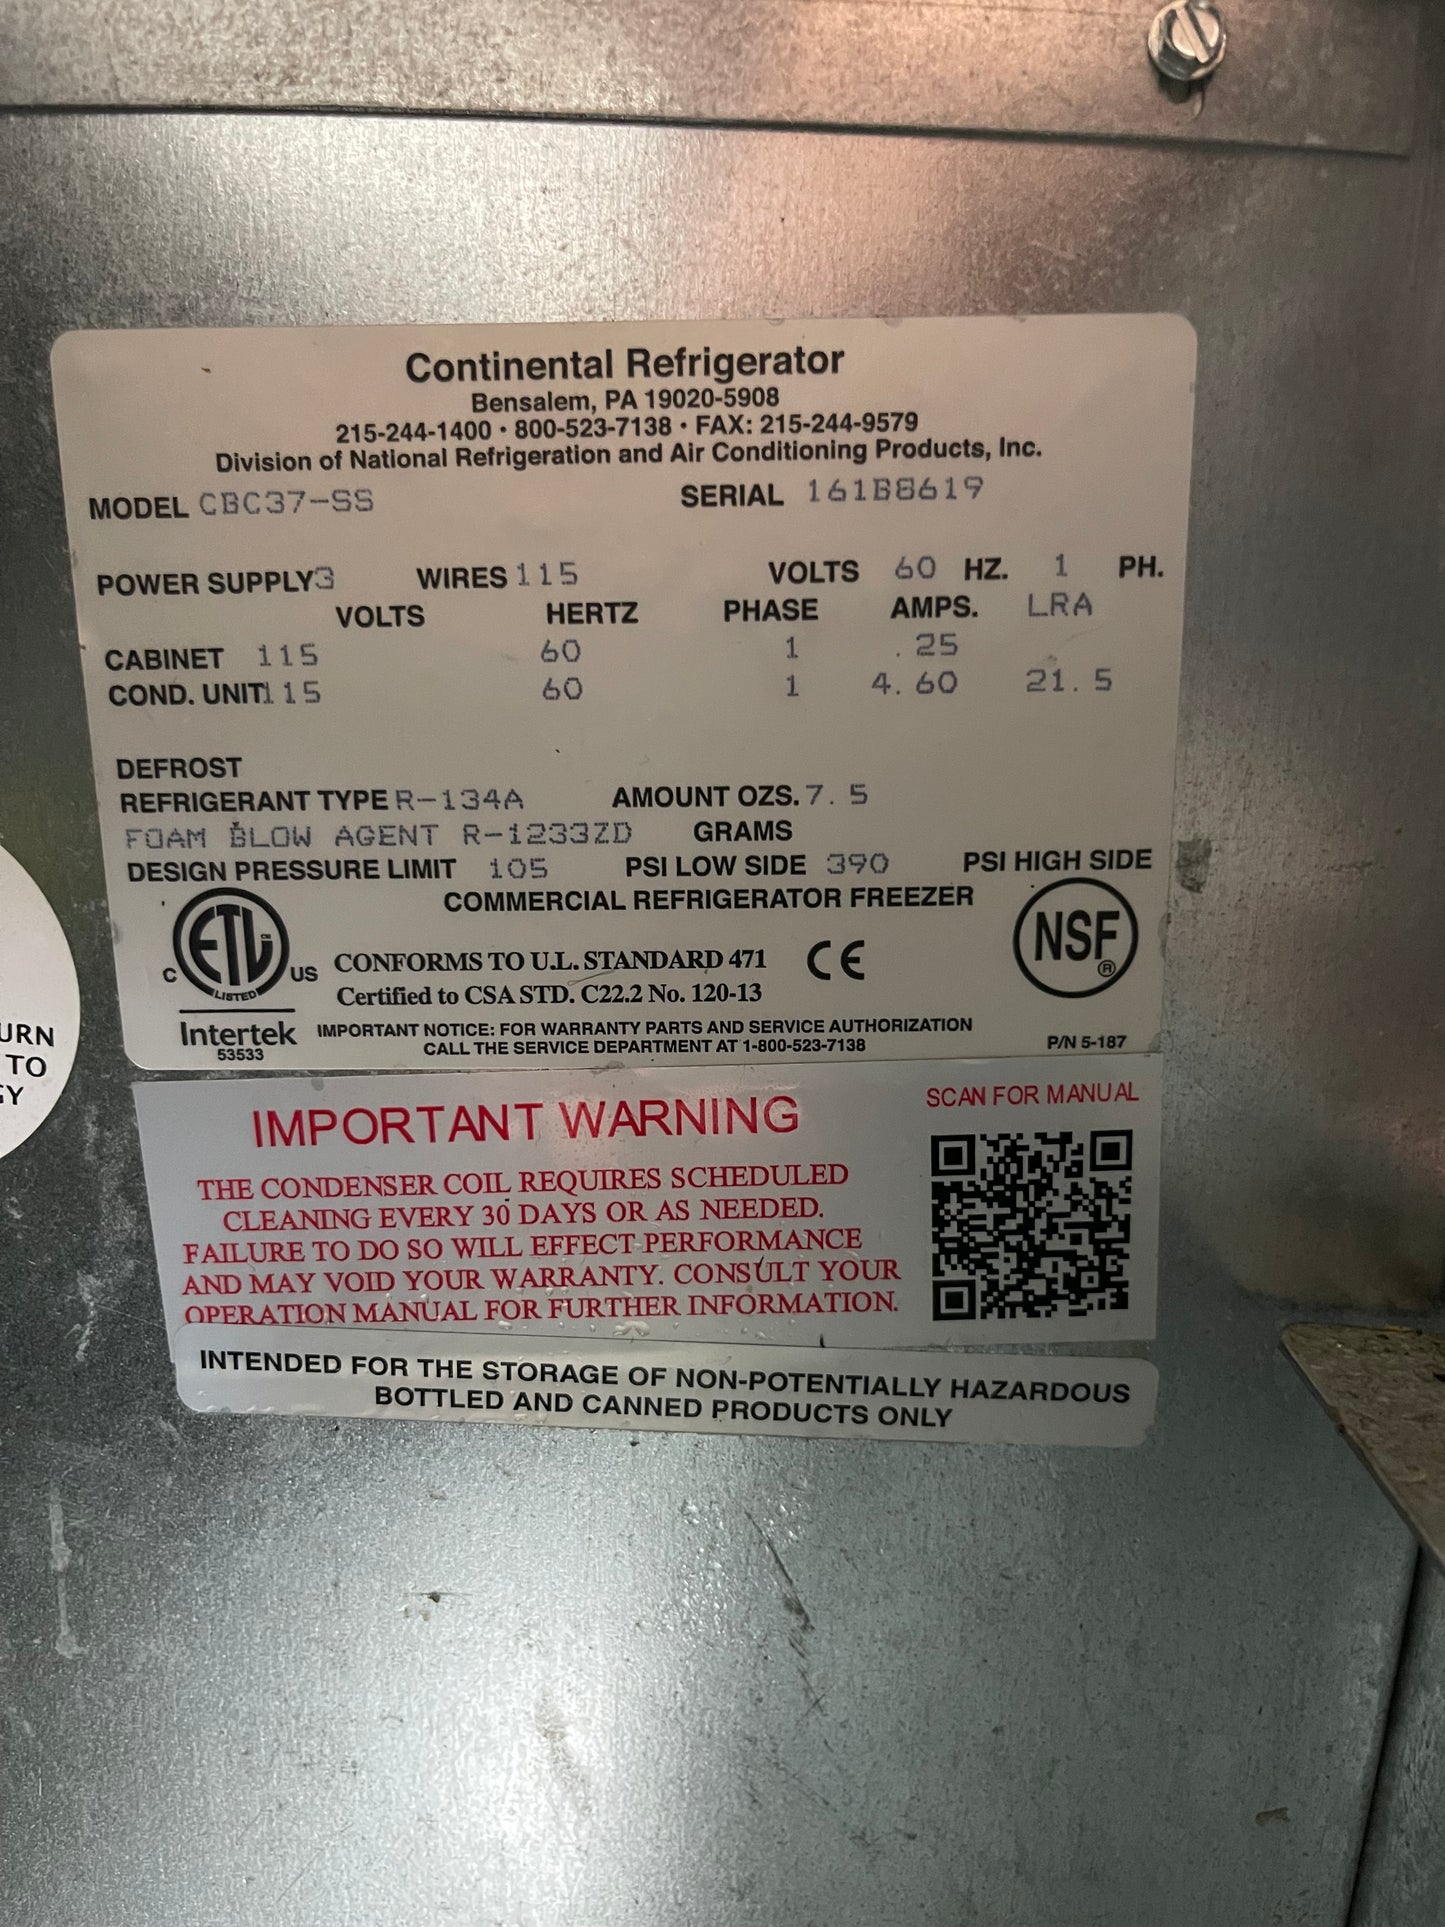 Continental Refrigerator
Bensalem, PA 19020-5908
215-244-1400 • 800-523-7138 • FAX: 215-244-9579
Division of National Refrigeration and Air Conditioning Products, Inc.
MODEL CBC37-SS SERIAL 161B8619
POWER SUPPLY 3 WIRES 115 VOLTS 60 HZ. 1 PH.
VOLTS HERTZ PHASE AMPS. LRA
CABINET 115 60 1 .25
COND. UNIT 115 60 1 4.60 21.5
DEFROST
REFRIGERANT TYPE R-134A AMOUNT OZS. 7.5
FOAM BLOW AGENT R-1233ZD GRAMS
DESIGN PRESSURE LIMIT 105 PSI LOW SIDE 390 PSI HIGH SIDE
COMMERCIAL REFRIGERATOR FREEZER
ETL CM
LISTED
C US
Intertek
53533
CONFORMS TO U.L. STANDARD 471
Certified to CSA STD. C22.2 No. 120-13
CE
NSF®
IMPORTANT NOTICE: FOR WARRANTY PARTS AND SERVICE AUTHORIZATION
CALL THE SERVICE DEPARTMENT AT 1-800-523-7138
P/N 5-187
URN
TO
GY
IMPORTANT WARNING
THE CONDENSER COIL REQUIRES SCHEDULED
CLEANING EVERY 30 DAYS OR AS NEEDED.
FAILURE TO DO SO WILL EFFECT PERFORMANCE
AND MAY VOID YOUR WARRANTY. CONSULT YOUR
OPERATION MANUAL FOR FURTHER INFORMATION.
SCAN FOR MANUAL
INTENDED FOR THE STORAGE OF NON-POTENTIALLY HAZARDOUS
BOTTLED AND CANNED PRODUCTS ONLY